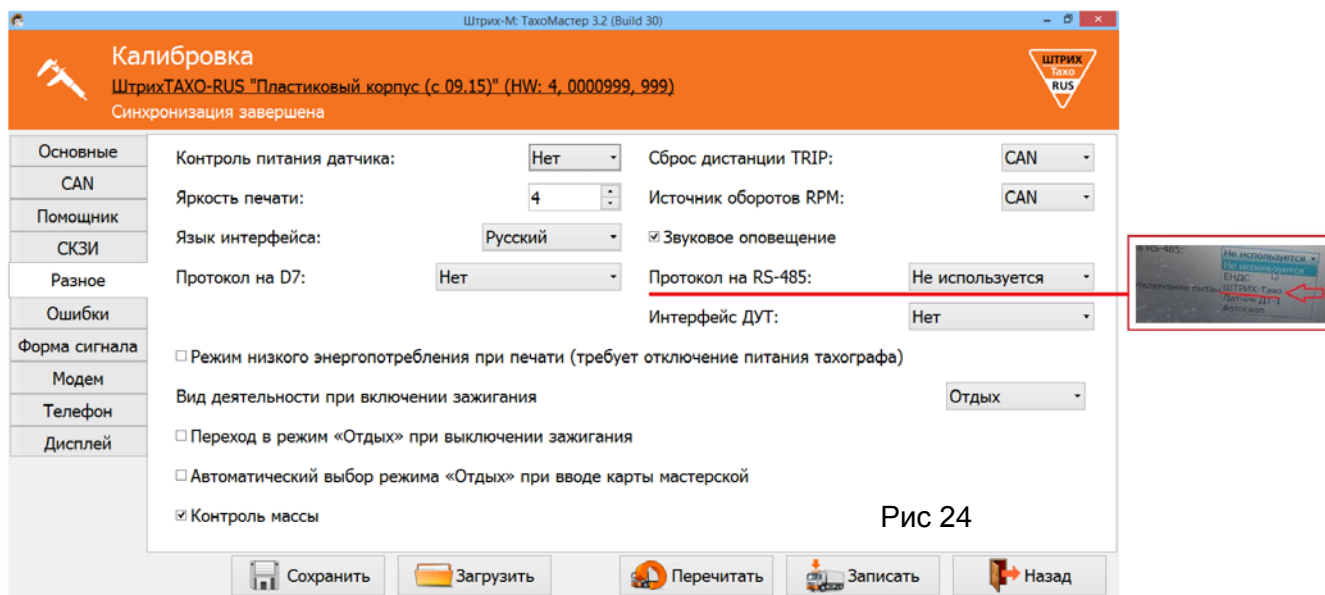 Штрих-М: ТахоМастер 3.2 (Build 30)
Калибровка
ШтрихТАХО-RUS "Пластиковый корпус (с 09.15)" (HW: 4, 0000999, 999)
Синхронизация завершена
ШТРИХ
Тахо
RUS
Основные
CAN
Помощник
СКЗИ
Разное
Ошибки
Форма сигнала
Модем
Телефон
Дисплей
Контроль питания датчика: Нет
Сброс дистанции TRIP: CAN
Яркость печати: 4
Источник оборотов RPM: CAN
Язык интерфейса: Русский
Звуковое оповещение
Протокол на D7: Нет
Протокол на RS-485: Не используется
Интерфейс ДУТ: Нет
Режим низкого энергопотребления при печати (требует отключение питания тахографа)
Вид деятельности при включении зажигания Отдых
Переход в режим «Отдых» при выключении зажигания
Автоматический выбор режима «Отдых» при вводе карты мастерской
Контроль массы
Рис 24
Сохранить
Загрузить
Перечитать
Записать
Назад
RS-485: Не используется
Не используется
ЕНДС
ШТРИХ-Тахо
Датчик ДУ-1
Автоскоп